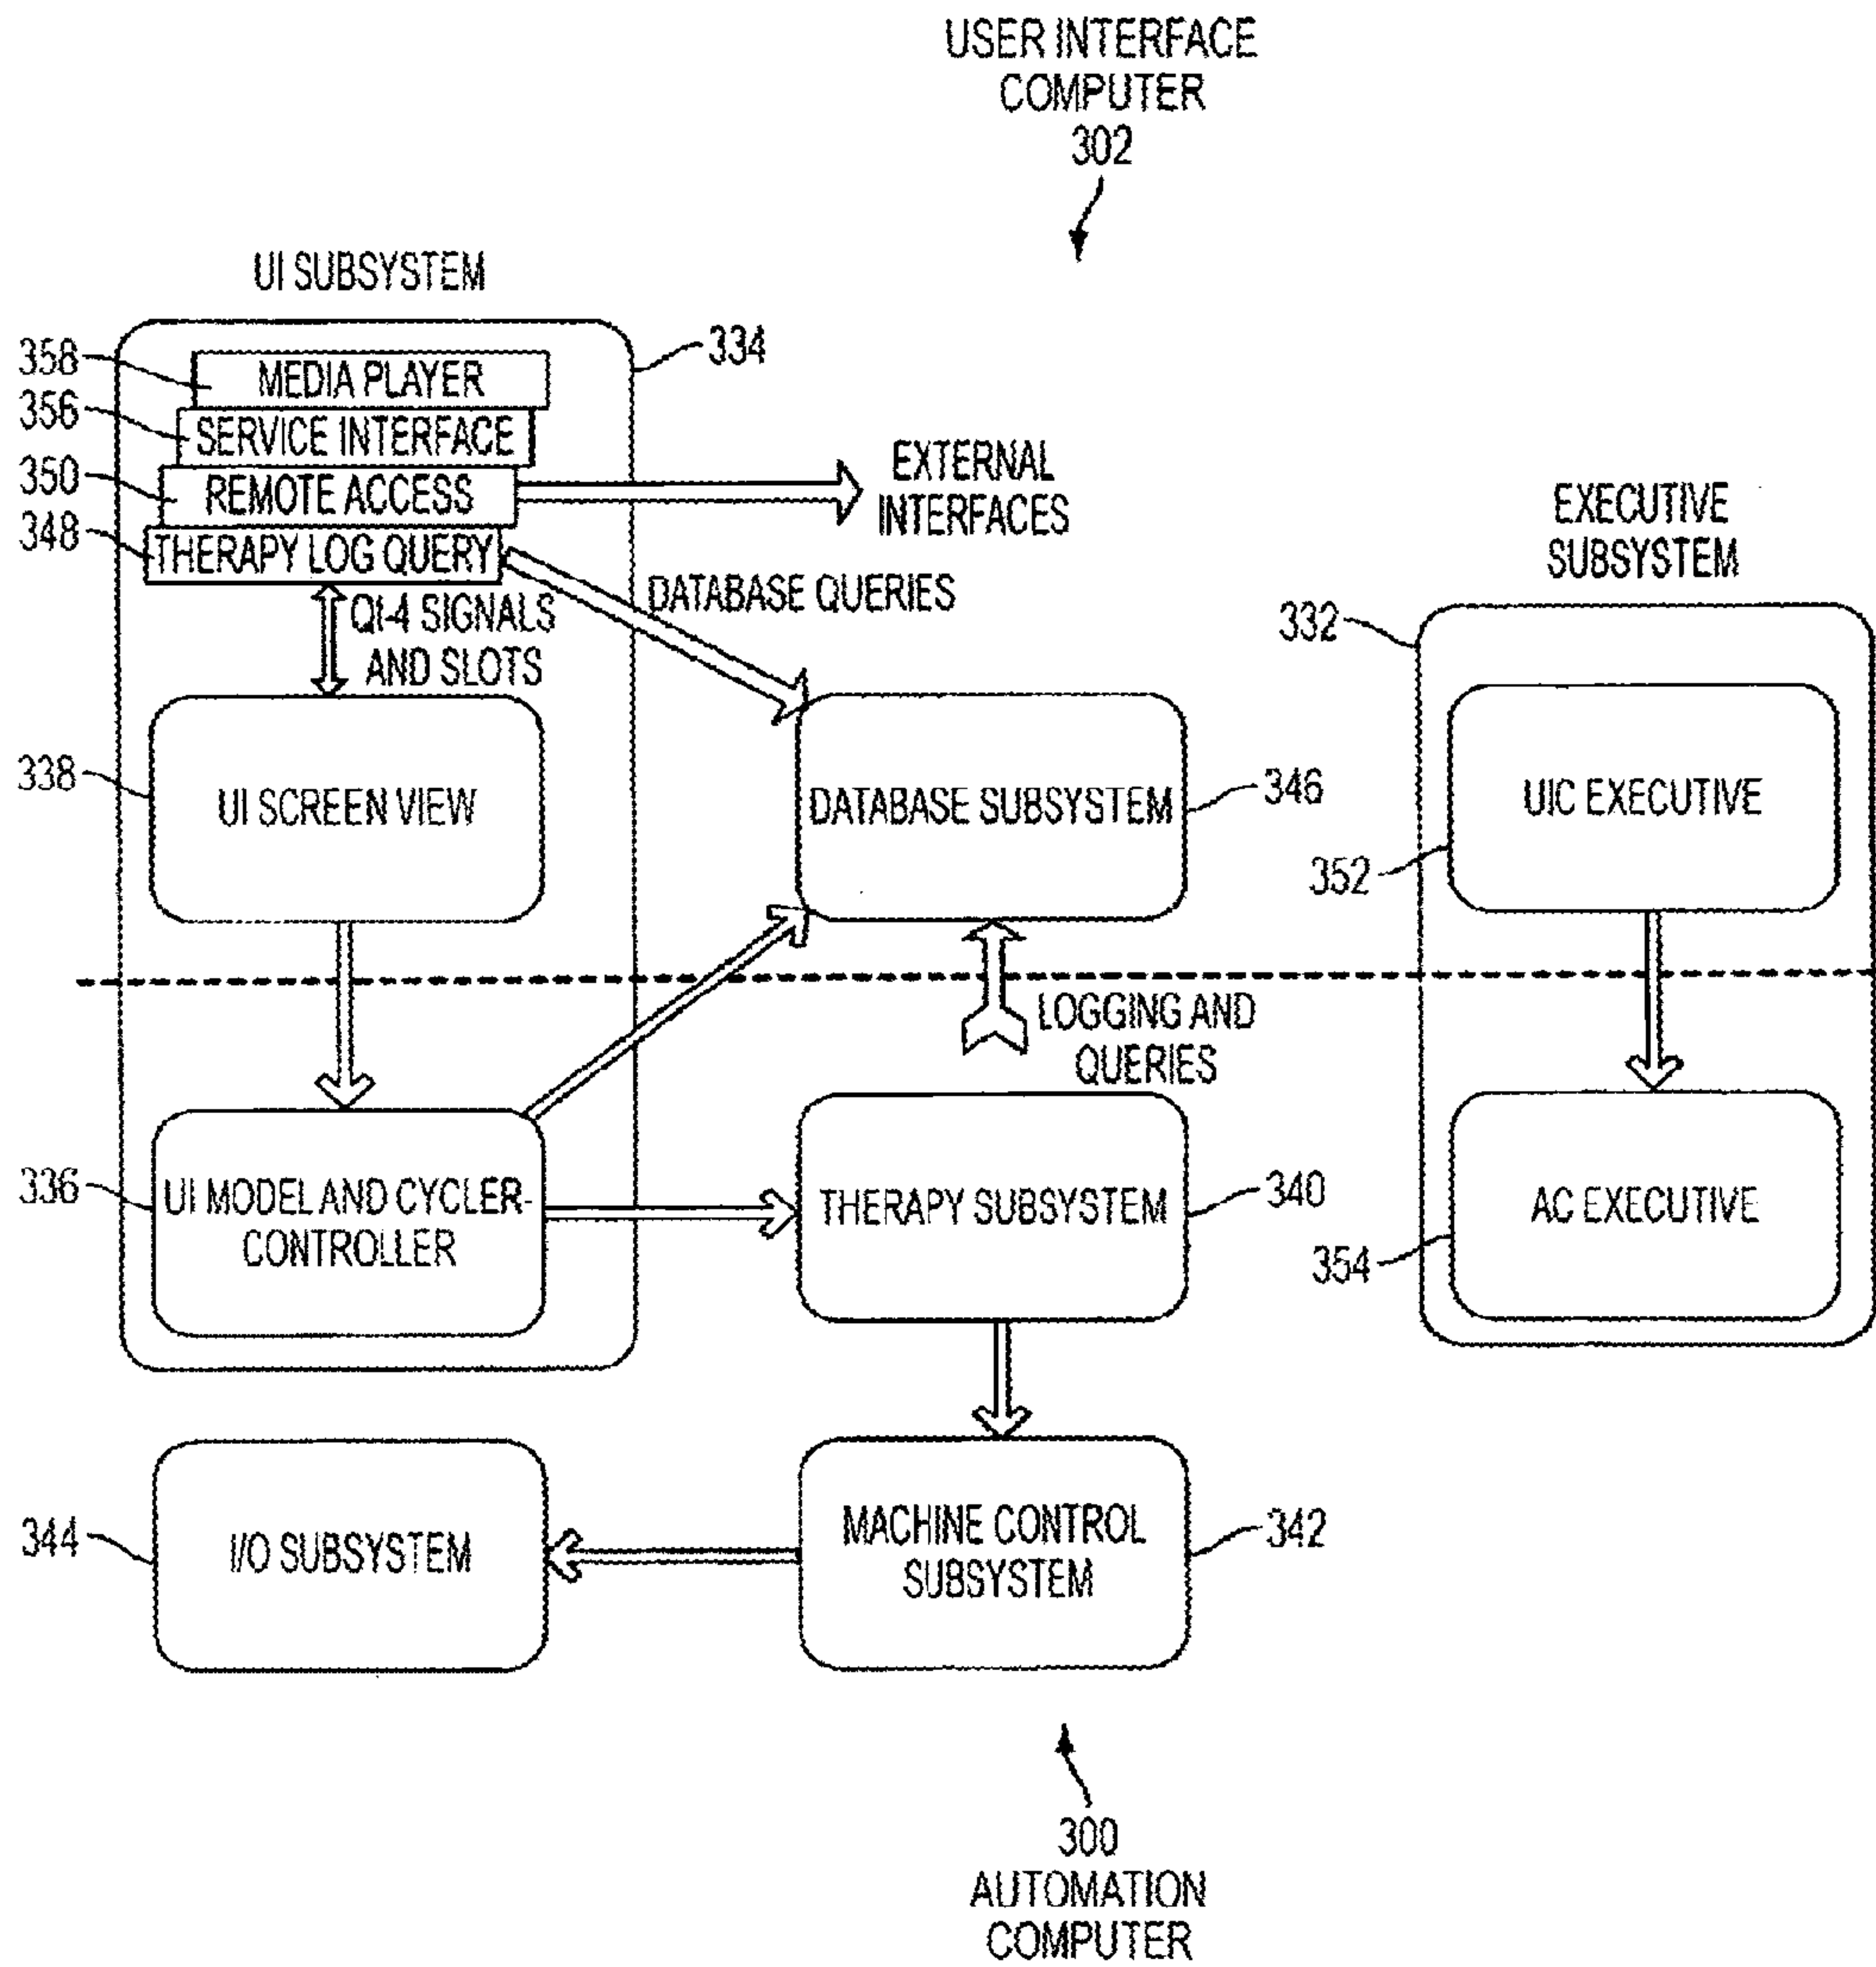 USER INTERFACE
COMPUTER
302
UI SUBSYSTEM
334
358
MEDIA PLAYER
356
SERVICE INTERFACE
350
REMOTE ACCESS
348
THERAPY LOG QUERY
EXTERNAL
INTERFACES
DATABASE QUERIES
QI-4 SIGNALS
AND SLOTS
EXECUTIVE
SUBSYSTEM
332
338
UI SCREEN VIEW
DATABASE SUBSYSTEM
346
UIC EXECUTIVE
352
LOGGING AND
QUERIES
336
UI MODEL AND CYCLER-
CONTROLLER
THERAPY SUBSYSTEM
340
AC EXECUTIVE
354
344
I/O SUBSYSTEM
MACHINE CONTROL
SUBSYSTEM
342
300
AUTOMATION
COMPUTER